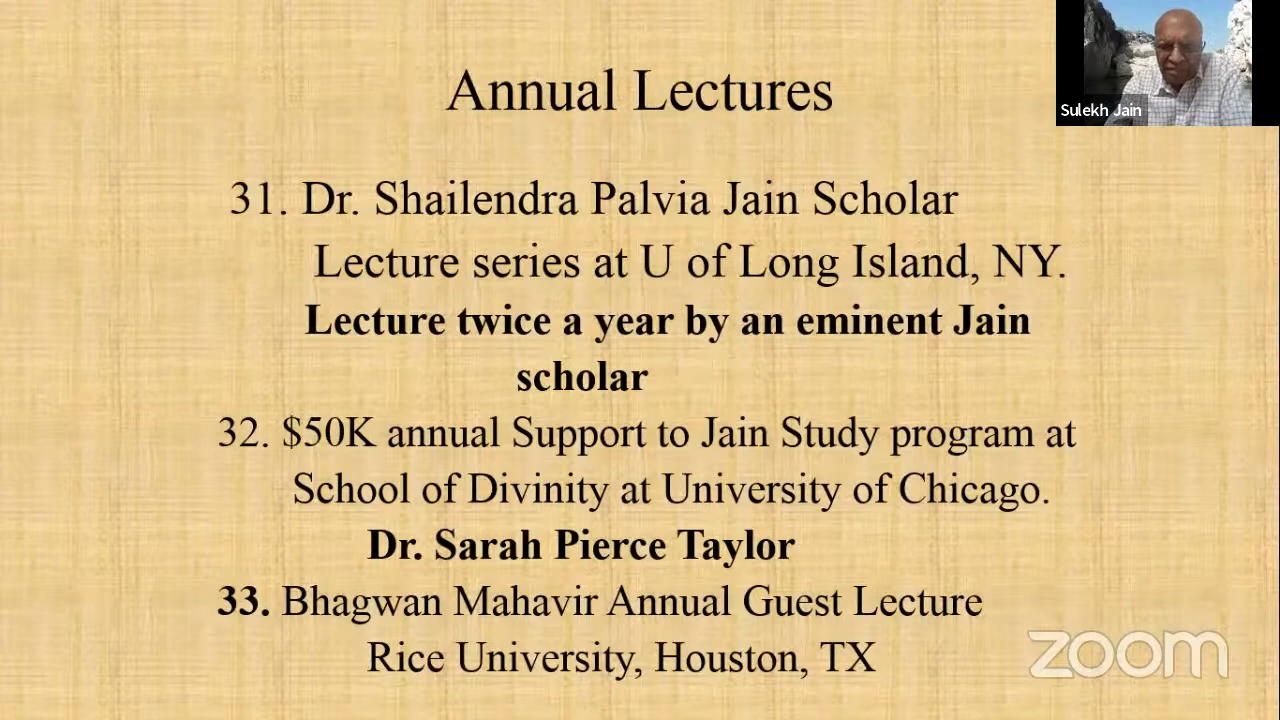 Annual Lectures
Sulekh Jain
31. Dr. Shailendra Palvia Jain Scholar
Lecture series at U of Long Island, NY.
Lecture twice a year by an eminent Jain
scholar
32. $50K annual Support to Jain Study program at
School of Divinity at University of Chicago.
Dr. Sarah Pierce Taylor
33. Bhagwan Mahavir Annual Guest Lecture
Rice University, Houston, TX
zoom